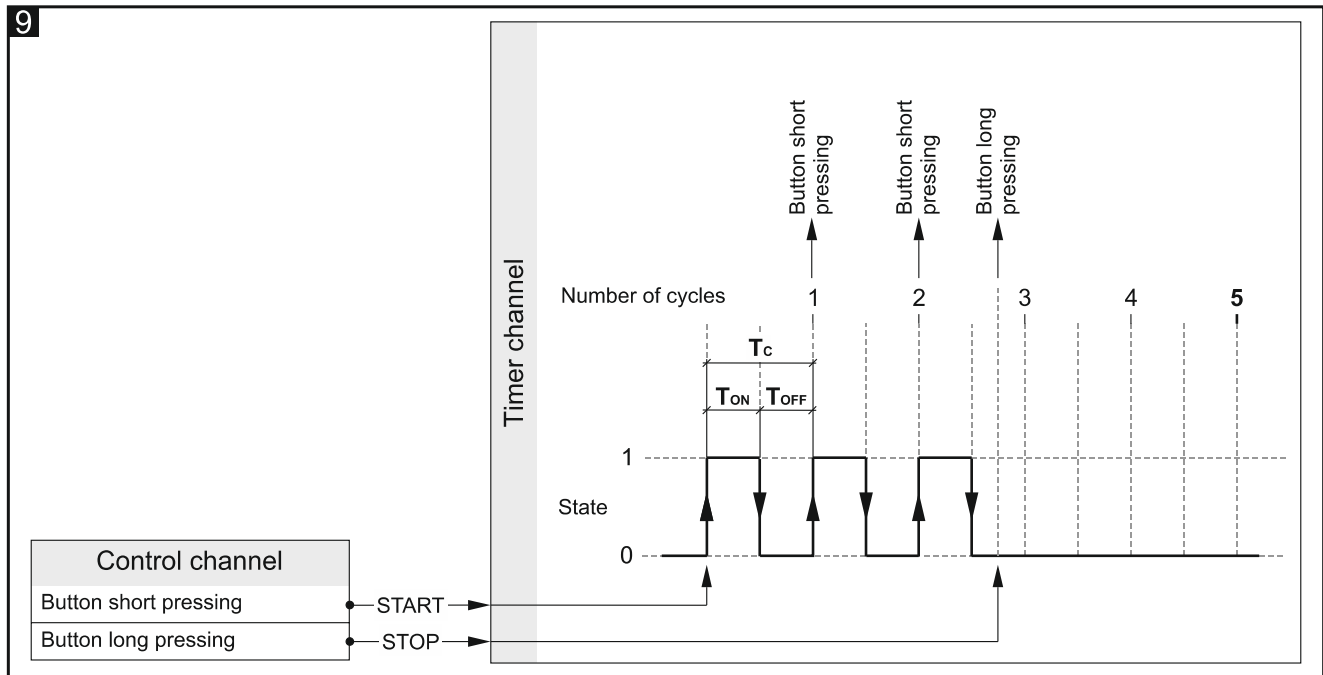 9
Button short
pressing
Button short
pressing
Button long
pressing
Timer channel
Number of cycles 1 2 3 4 5
Tc
TON TOFF
1
State
0
Control channel
Button short pressing START
Button long pressing STOP